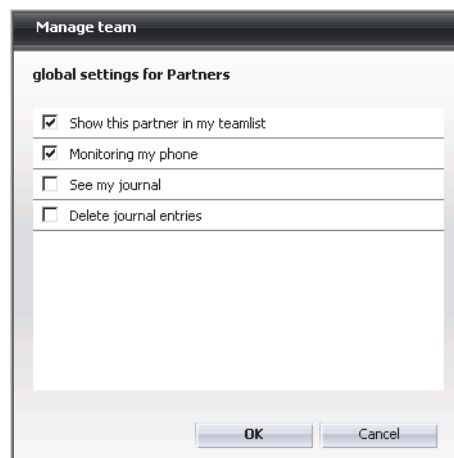 Manage team
global settings for Partners
Show this partner in my teamlist
Monitoring my phone
See my journal
Delete journal entries
OK Cancel